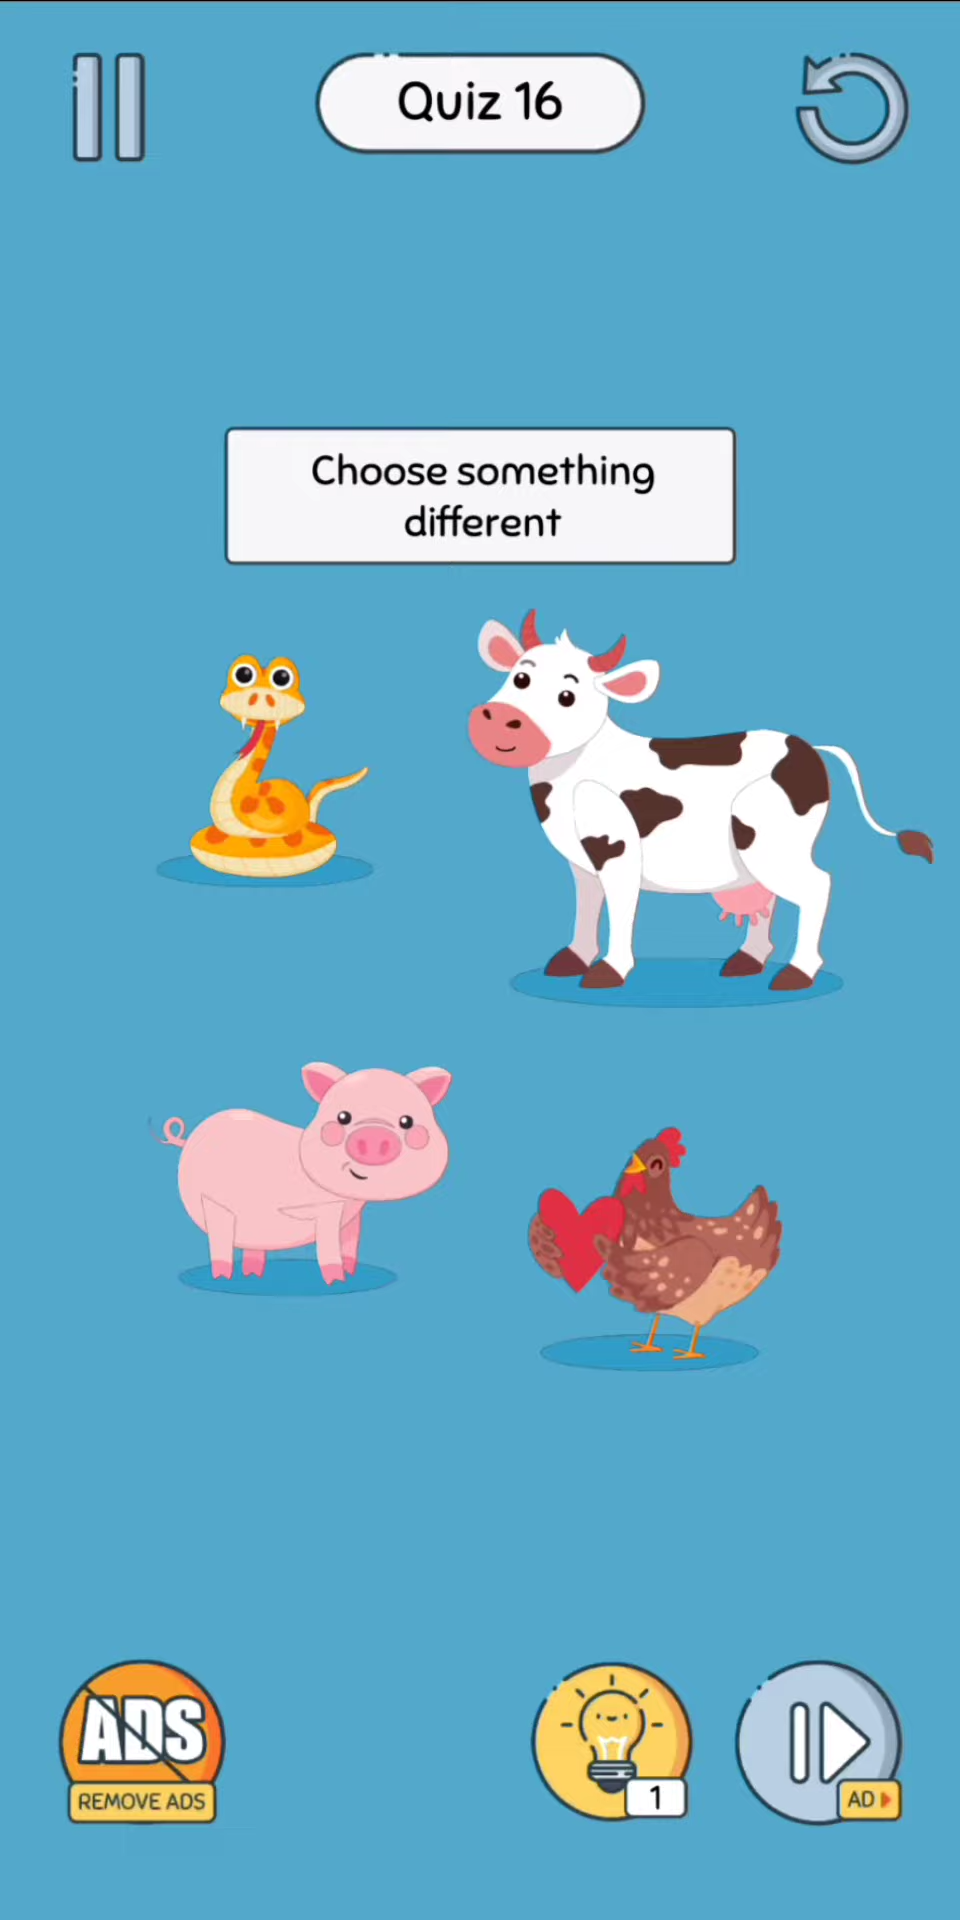 Quiz 16
Choose something
different
ADS
REMOVE ADS
1
AD